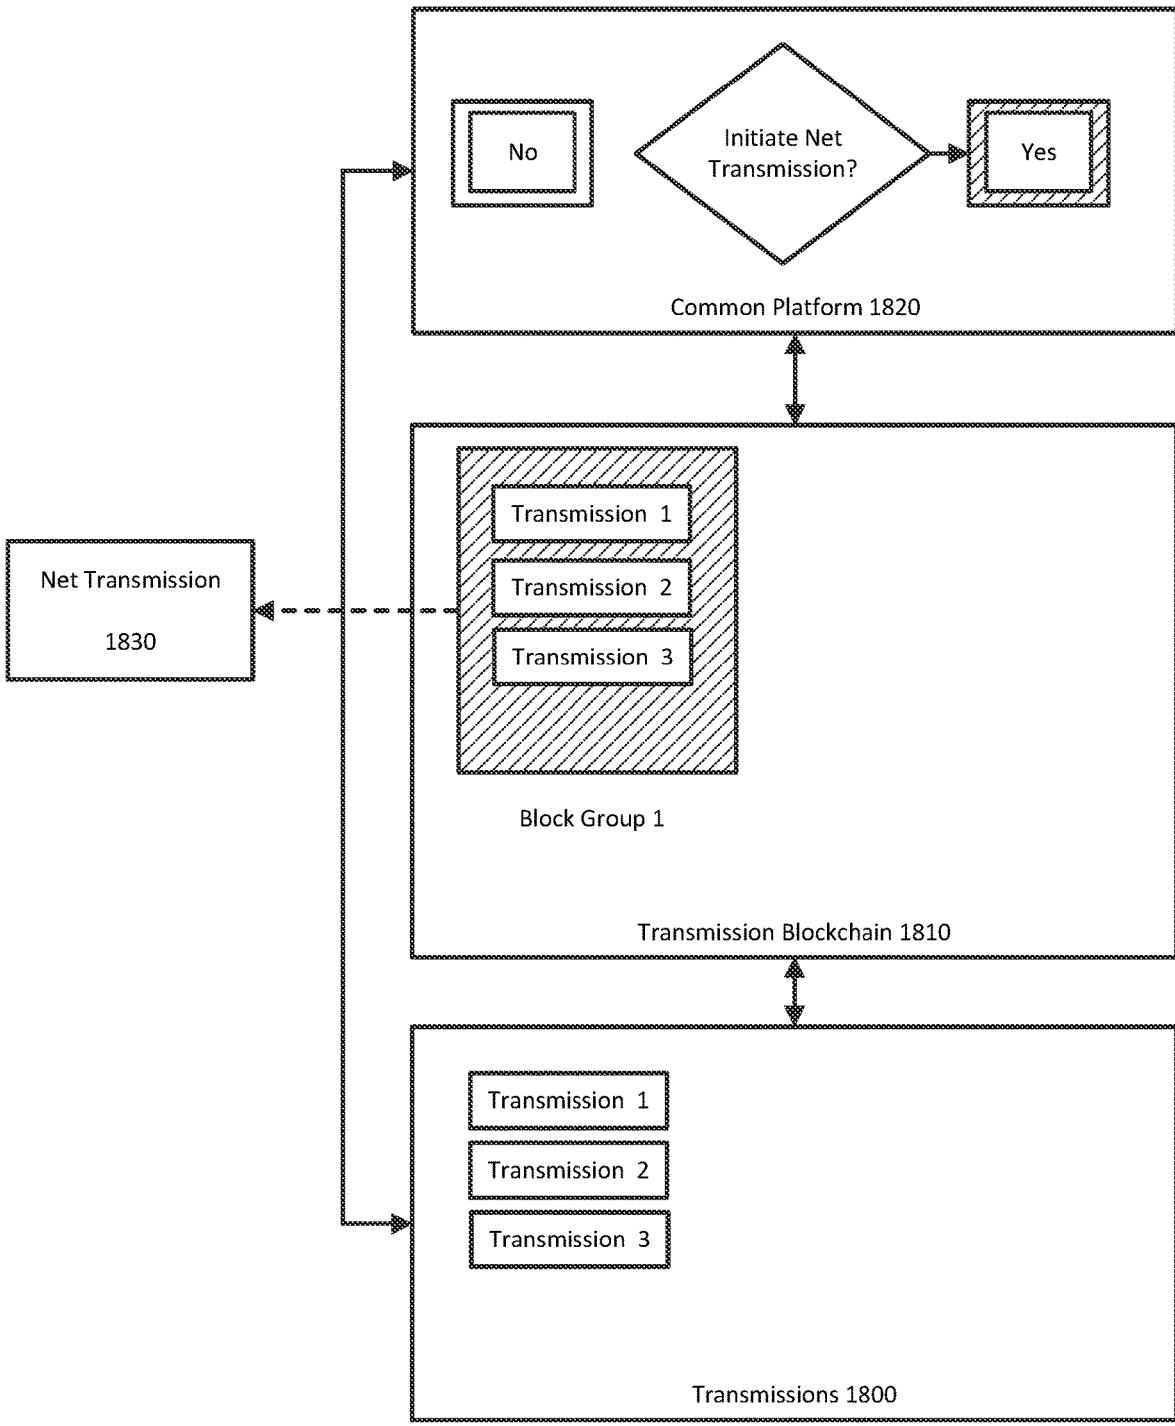 No
Initiate Net
Transmission?
Yes
Common Platform 1820
Transmission 1
Transmission 2
Transmission 3
Block Group 1
Transmission Blockchain 1810
Net Transmission
1830
Transmission 1
Transmission 2
Transmission 3
Transmissions 1800